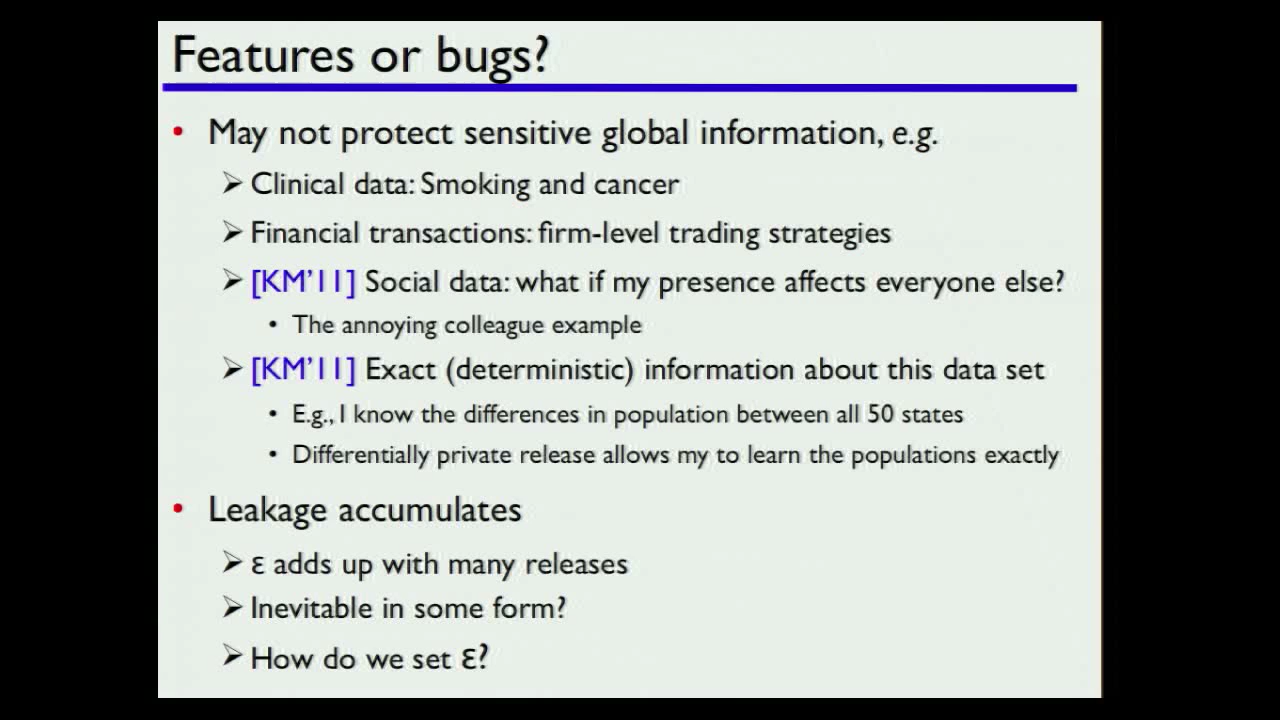 Features or bugs?
• May not protect sensitive global information, e.g.
➢ Clinical data: Smoking and cancer
➢ Financial transactions: firm-level trading strategies
➢ [KM'11] Social data: what if my presence affects everyone else?
• The annoying colleague example
➢ [KM'11] Exact (deterministic) information about this data set
• E.g., I know the differences in population between all 50 states
• Differentially private release allows my to learn the populations exactly
• Leakage accumulates
➢ ε adds up with many releases
➢ Inevitable in some form?
➢ How do we set ε?